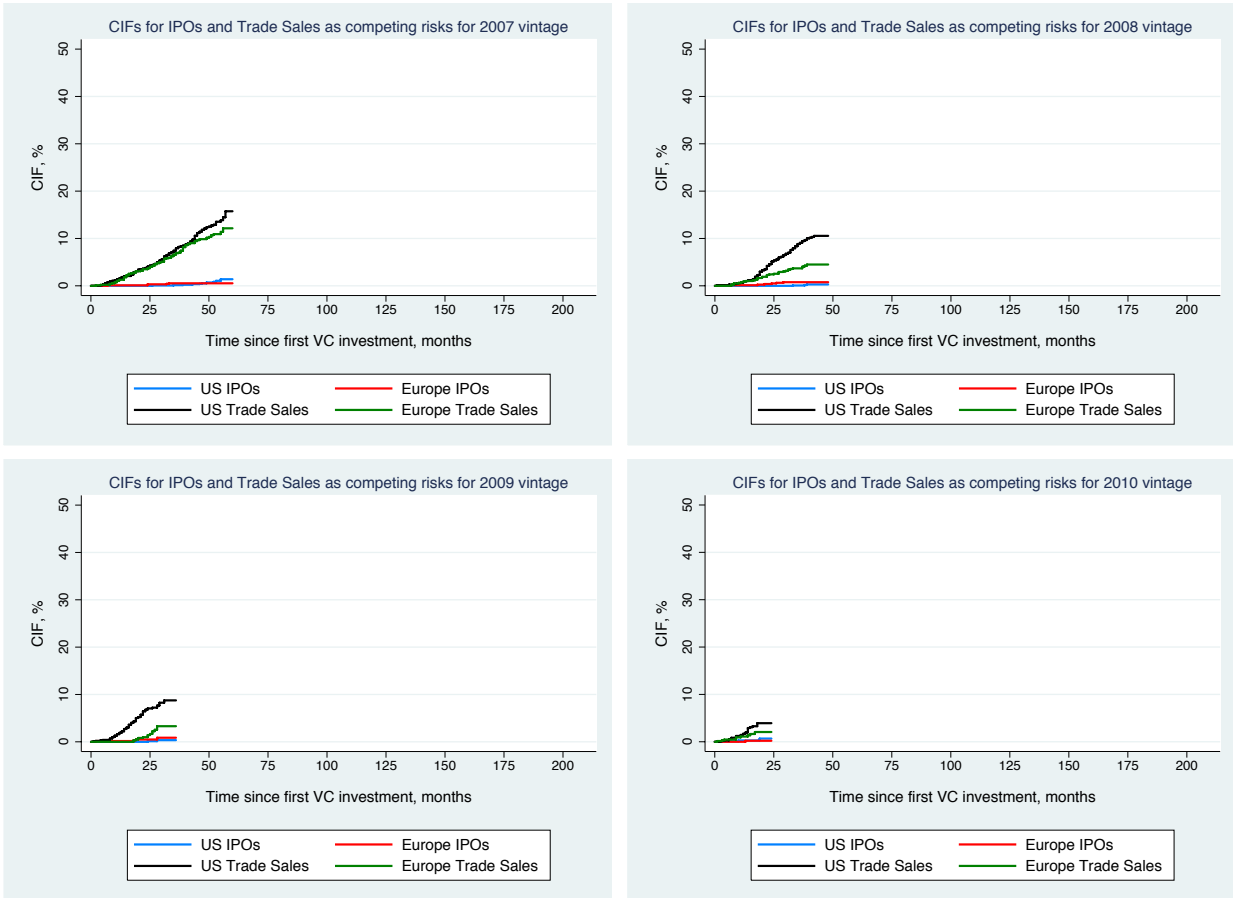 CIFs for IPOs and Trade Sales as competing risks for 2007 vintage
50
40
30
20
10
0
CIF, %
0 25 50 75 100 125 150 175 200
Time since first VC investment, months
US IPOs Europe IPOs
US Trade Sales Europe Trade Sales
CIFs for IPOs and Trade Sales as competing risks for 2008 vintage
50
40
30
20
10
0
CIF, %
0 25 50 75 100 125 150 175 200
Time since first VC investment, months
US IPOs Europe IPOs
US Trade Sales Europe Trade Sales
CIFs for IPOs and Trade Sales as competing risks for 2009 vintage
50
40
30
20
10
0
CIF, %
0 25 50 75 100 125 150 175 200
Time since first VC investment, months
US IPOs Europe IPOs
US Trade Sales Europe Trade Sales
CIFs for IPOs and Trade Sales as competing risks for 2010 vintage
50
40
30
20
10
0
CIF, %
0 25 50 75 100 125 150 175 200
Time since first VC investment, months
US IPOs Europe IPOs
US Trade Sales Europe Trade Sales